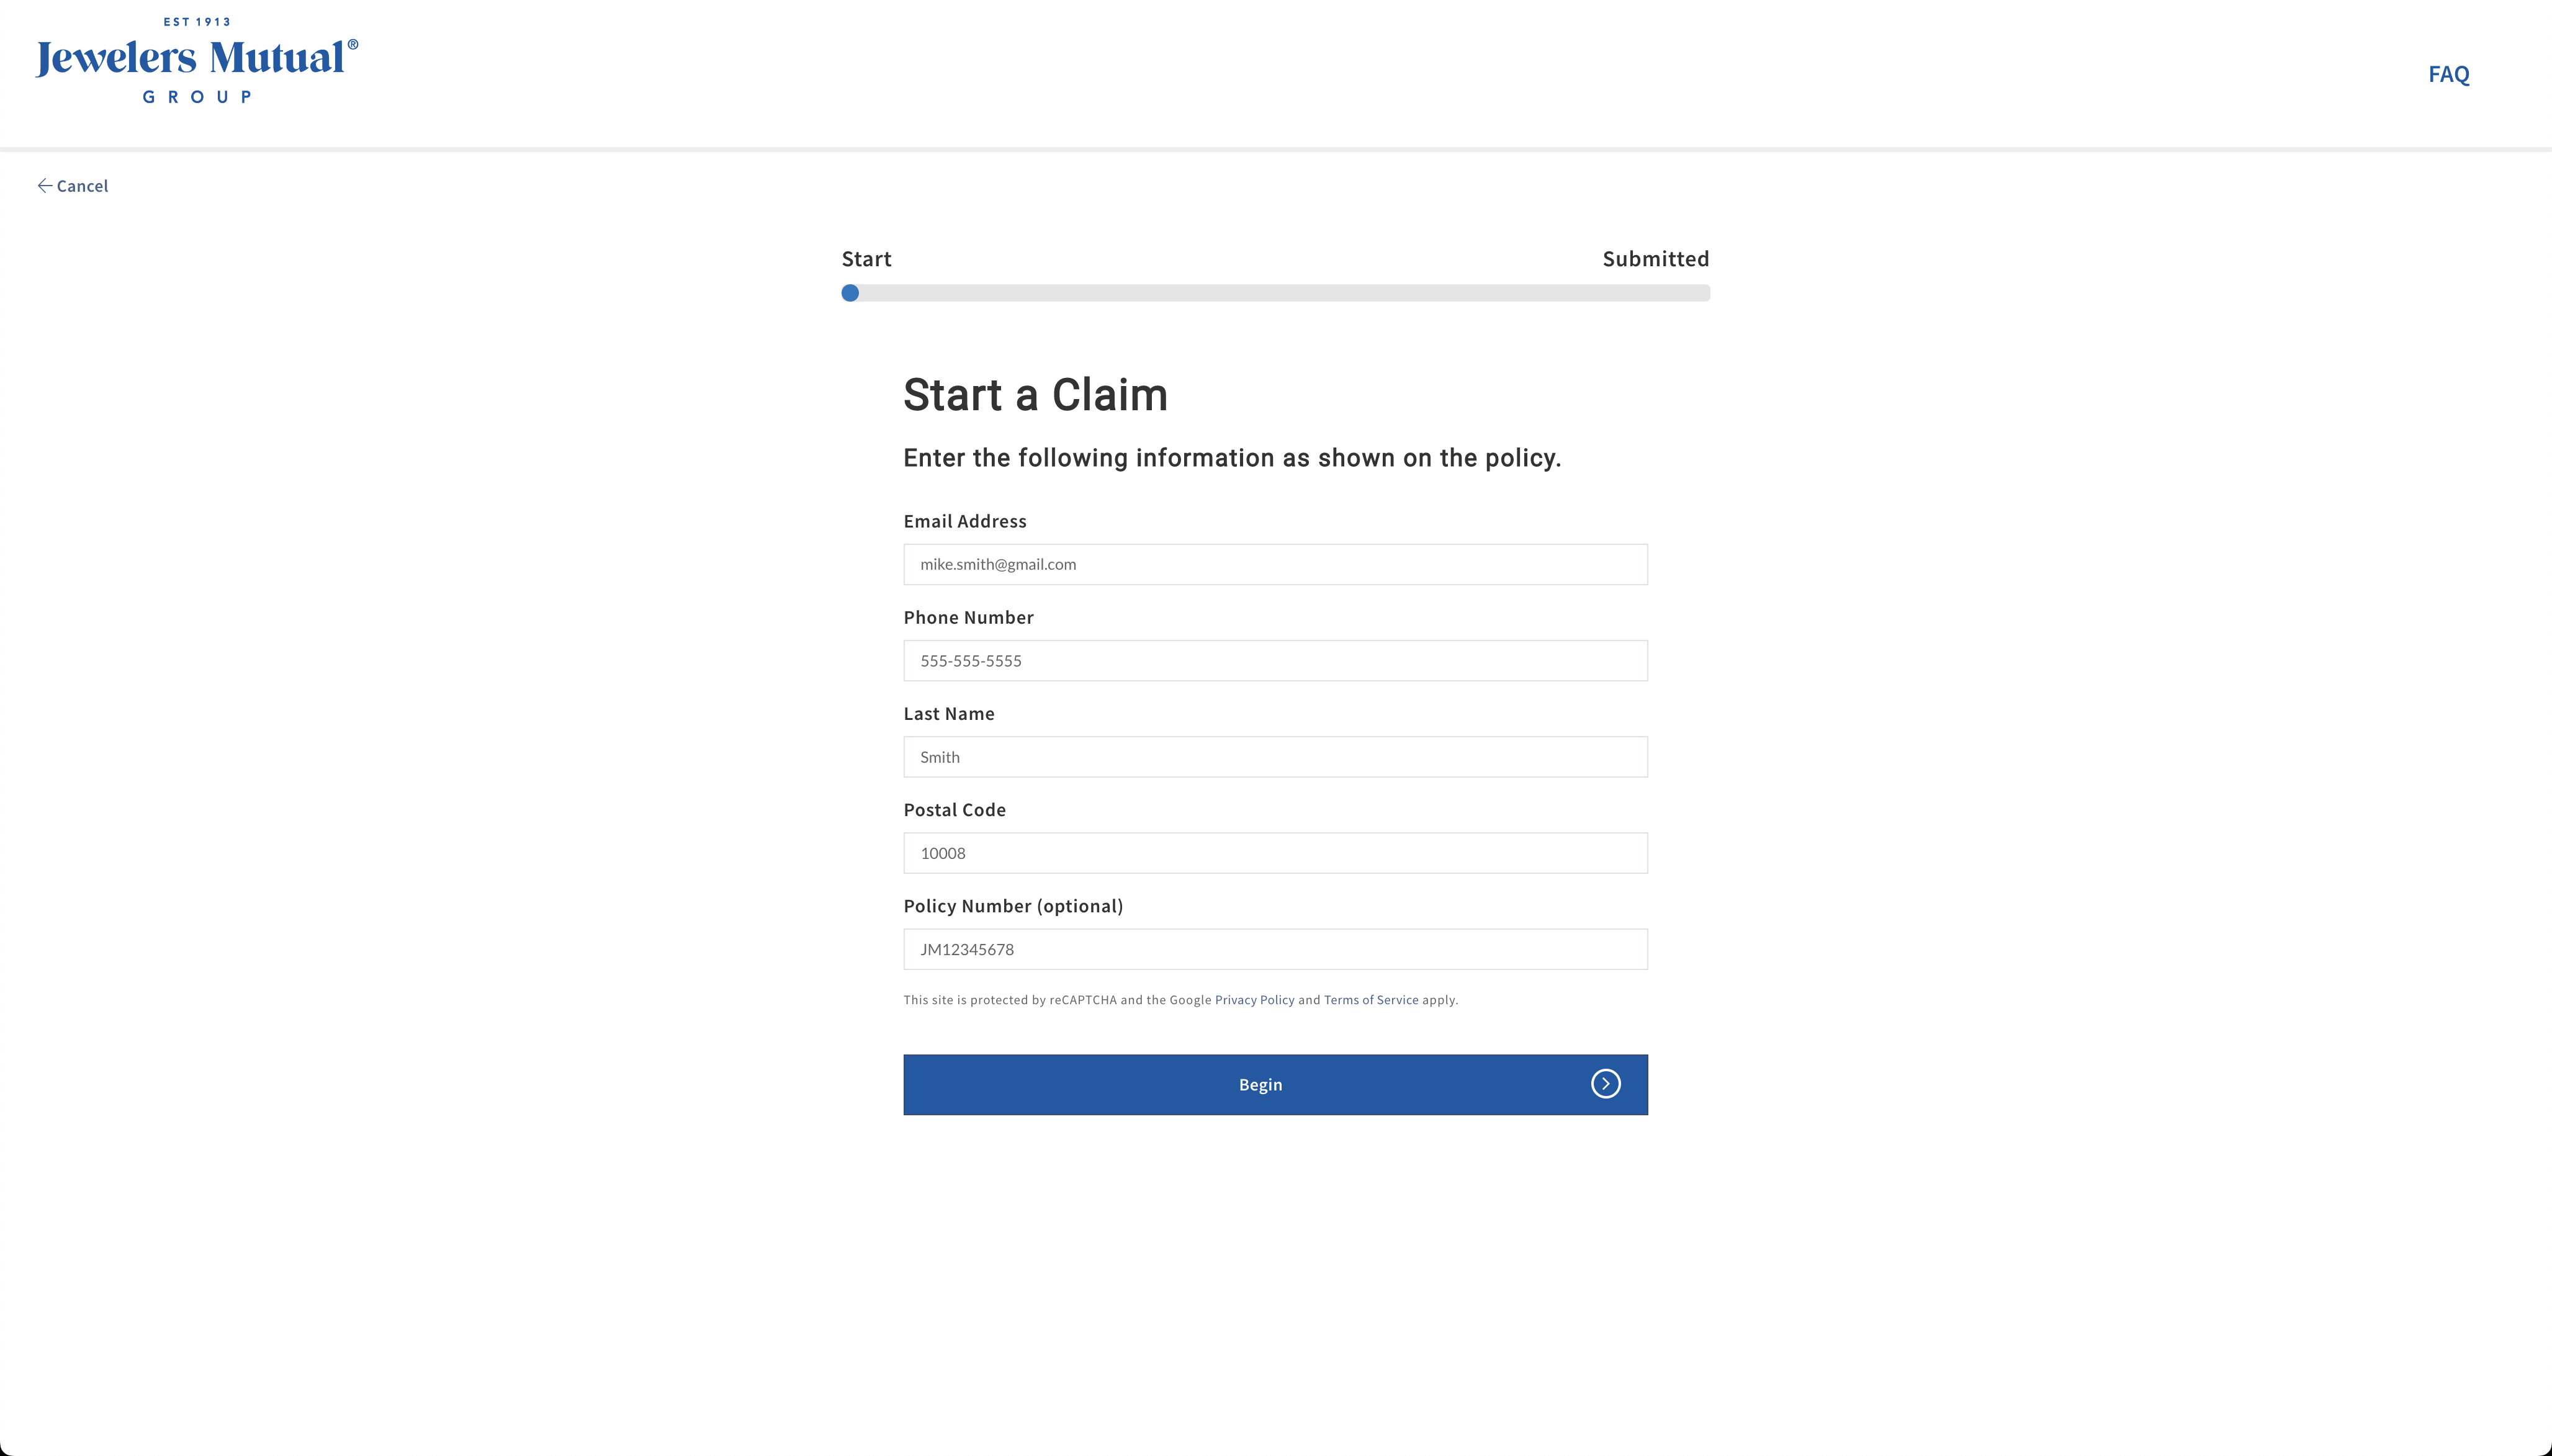 EST 1913
Jewelers Mutual®
GROUP
FAQ
Cancel
Start
Submitted
Start a Claim
Enter the following information as shown on the policy.
Email Address
mike.smith@gmail.com
Phone Number
555-555-5555
Last Name
Smith
Postal Code
10008
Policy Number (optional)
JM12345678
This site is protected by reCAPTCHA and the Google Privacy Policy and Terms of Service apply.
Begin